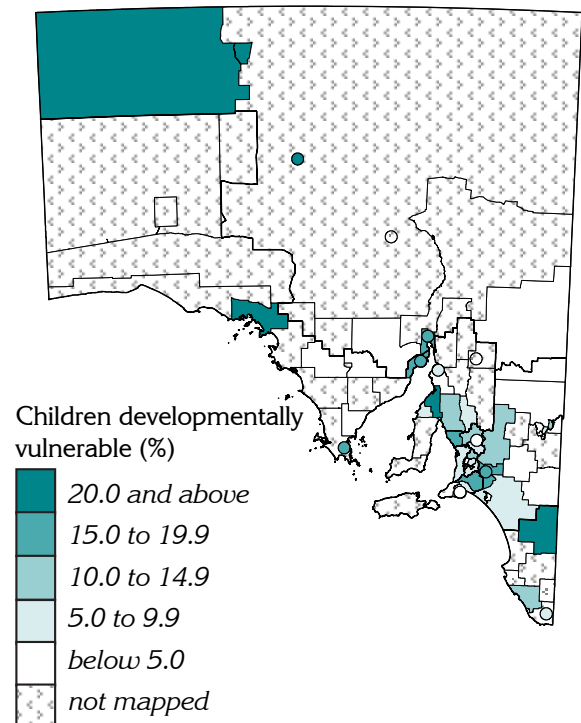 Children developmentally
vulnerable (%)
20.0 and above
15.0 to 19.9
10.0 to 14.9
5.0 to 9.9
below 5.0
not mapped